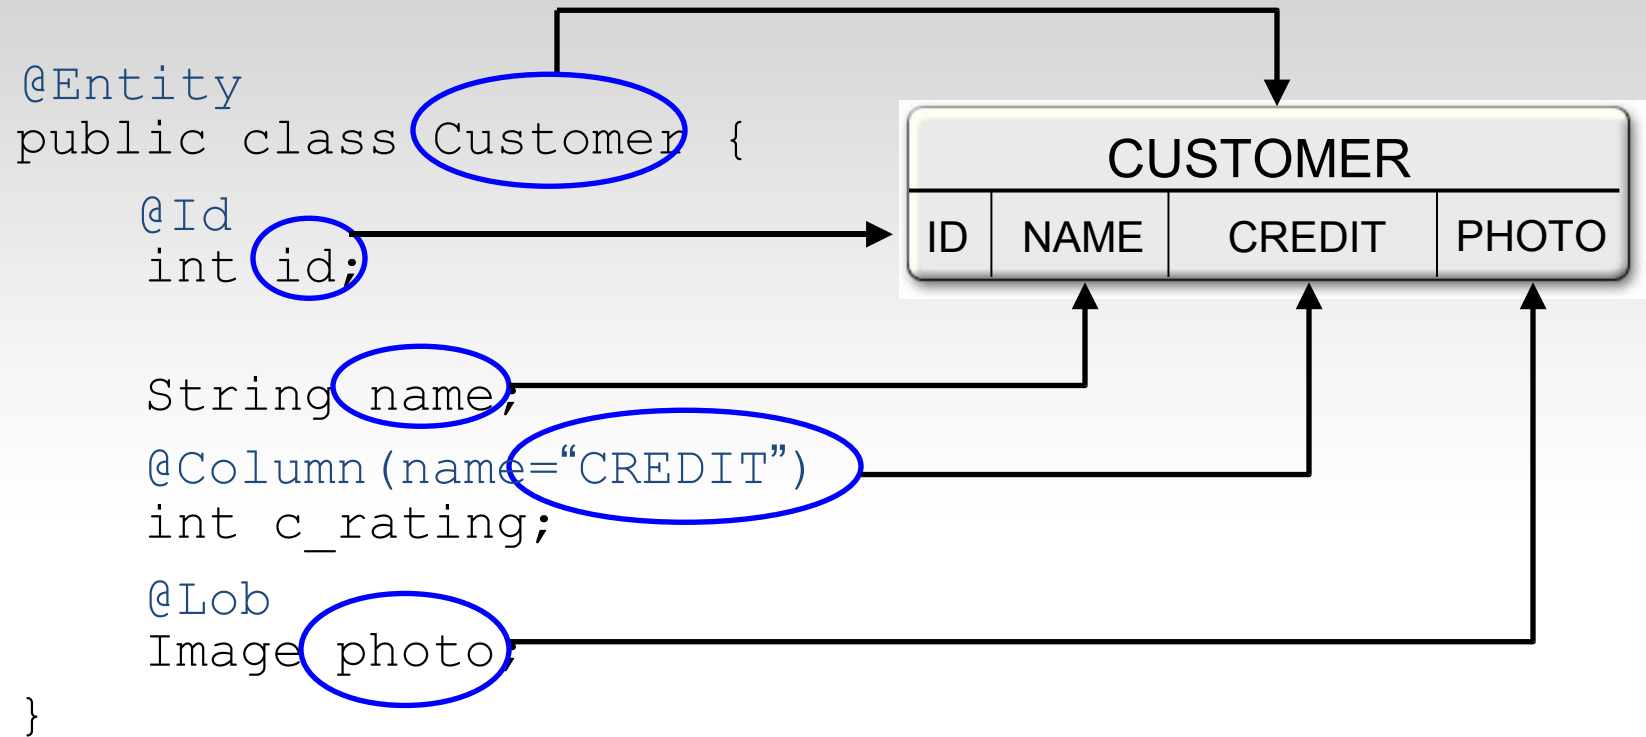 @Entity
public class Customer {
@Id
int id;
String name;
@Column(name=“CREDIT”)
int c_rating;
@Lob
Image photo;
}
CUSTOMER
ID NAME CREDIT PHOTO